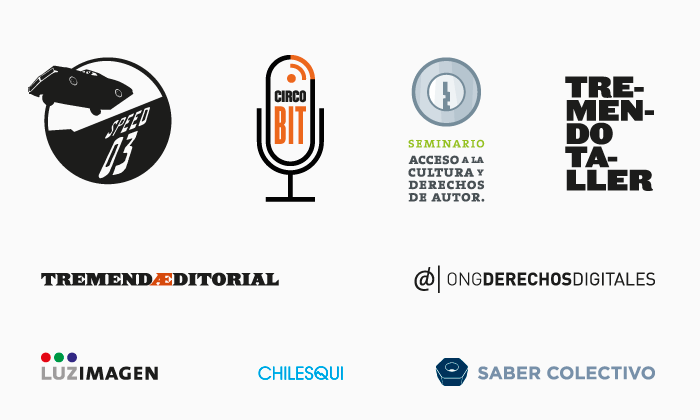 SPEED
03
CIRCO
BIT
SEMINARIO
ACCESO A LA
CULTURA Y
DERECHOS
DE AUTOR.
TRE-
MEN-
DO
TA-
LLER
TREMENDÆDITORIAL
@|ONGDERECHOSDIGITALES
LUZIMAGEN
CHILESQUI
SABER COLECTIVO